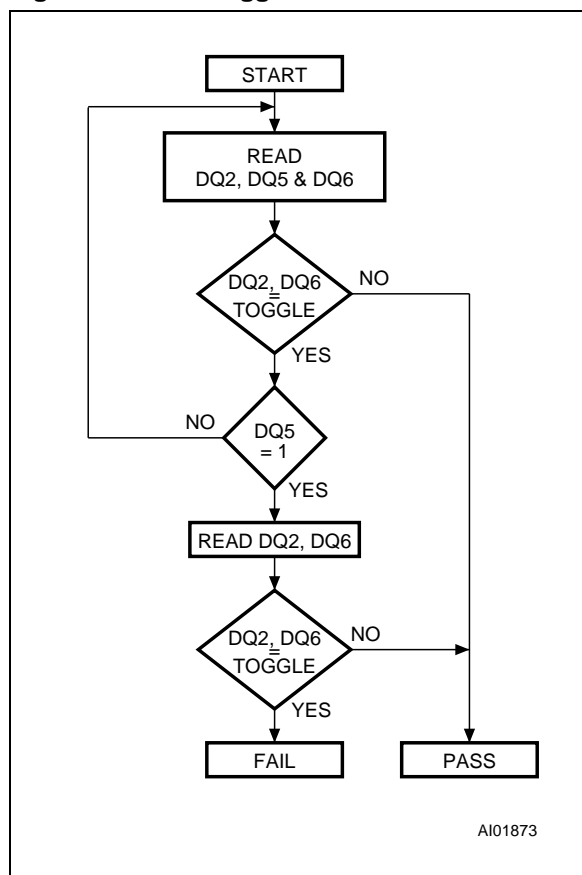 START
READ
DQ2, DQ5 & DQ6
DQ2, DQ6
=
TOGGLE
NO
YES
NO
DQ5
= 1
YES
READ DQ2, DQ6
DQ2, DQ6
=
TOGGLE
NO
YES
FAIL
PASS
AI01873